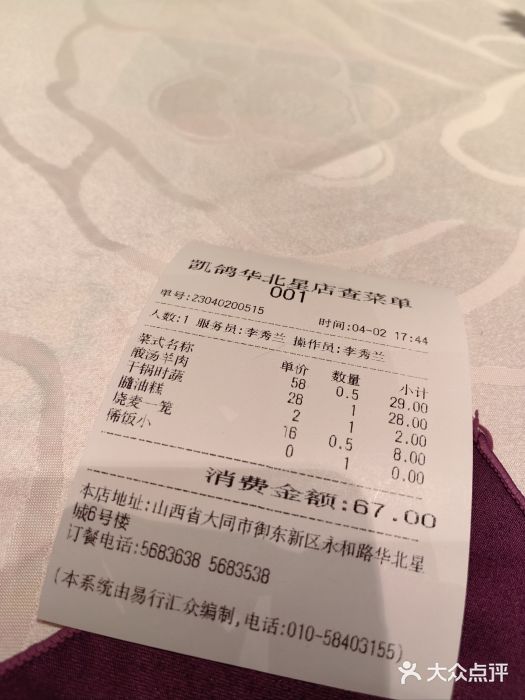 凯鸽华北星店查菜单
001
单号:23040200515 时间:04-02 17:44
人数:1 服务员:李秀兰 操作员:李秀兰
菜式名称 单价 数量 小计
酸汤羊肉 58 0.5 29.00
干锅时蔬 28 1 28.00
腊油糕 2 1 2.00
烧麦一笼 16 0.5 8.00
稀饭小 0 1 0.00
消费金额:67.00
本店地址:山西省大同市御东新区永和路华北星
城6号楼
订餐电话:5683638 5683538
(本系统由易行汇众编制,电话:010-58403155)
大众点评